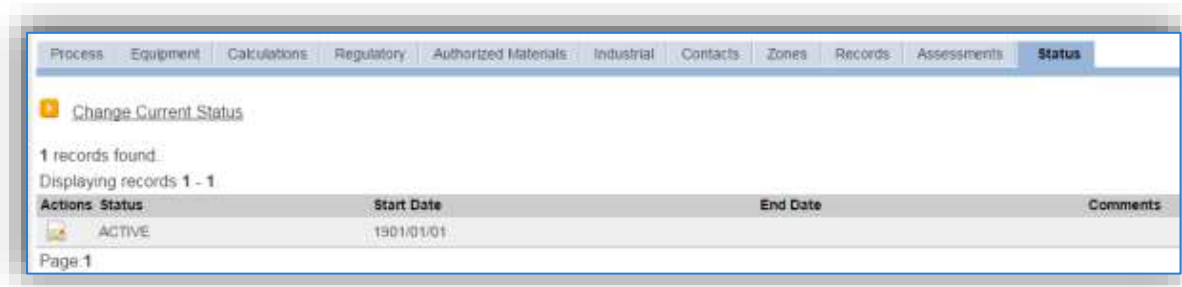 Process Equipment Calculations Regulatory Authorized Materials Industrial Contacts Zones Records Assessments Status
Change Current Status
1 records found.
Displaying records 1 - 1
Actions Status Start Date End Date Comments
ACTIVE 1901/01/01
Page:1